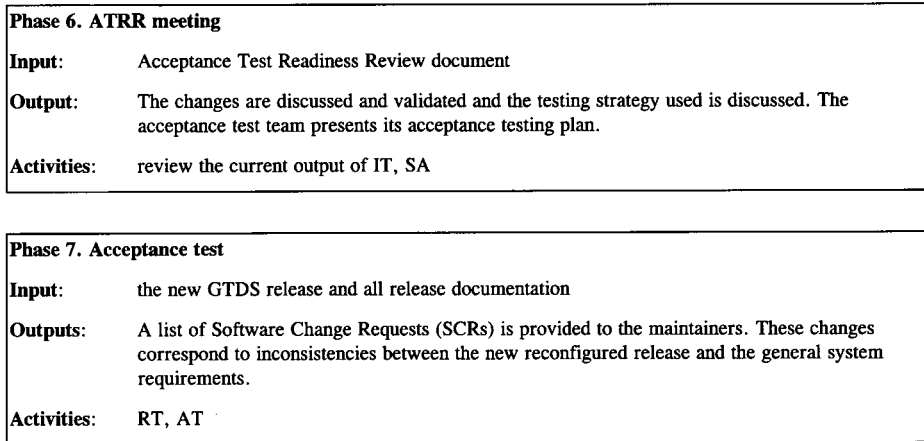 Phase 6. ATRR meeting
Input: Acceptance Test Readiness Review document
Output: The changes are discussed and validated and the testing strategy used is discussed. The
acceptance test team presents its acceptance testing plan.
Activities: review the current output of IT, SA
Phase 7. Acceptance test
Input: the new GTDS release and all release documentation
Outputs: A list of Software Change Requests (SCRs) is provided to the maintainers. These changes
correspond to inconsistencies between the new reconfigured release and the general system
requirements.
Activities: RT, AT